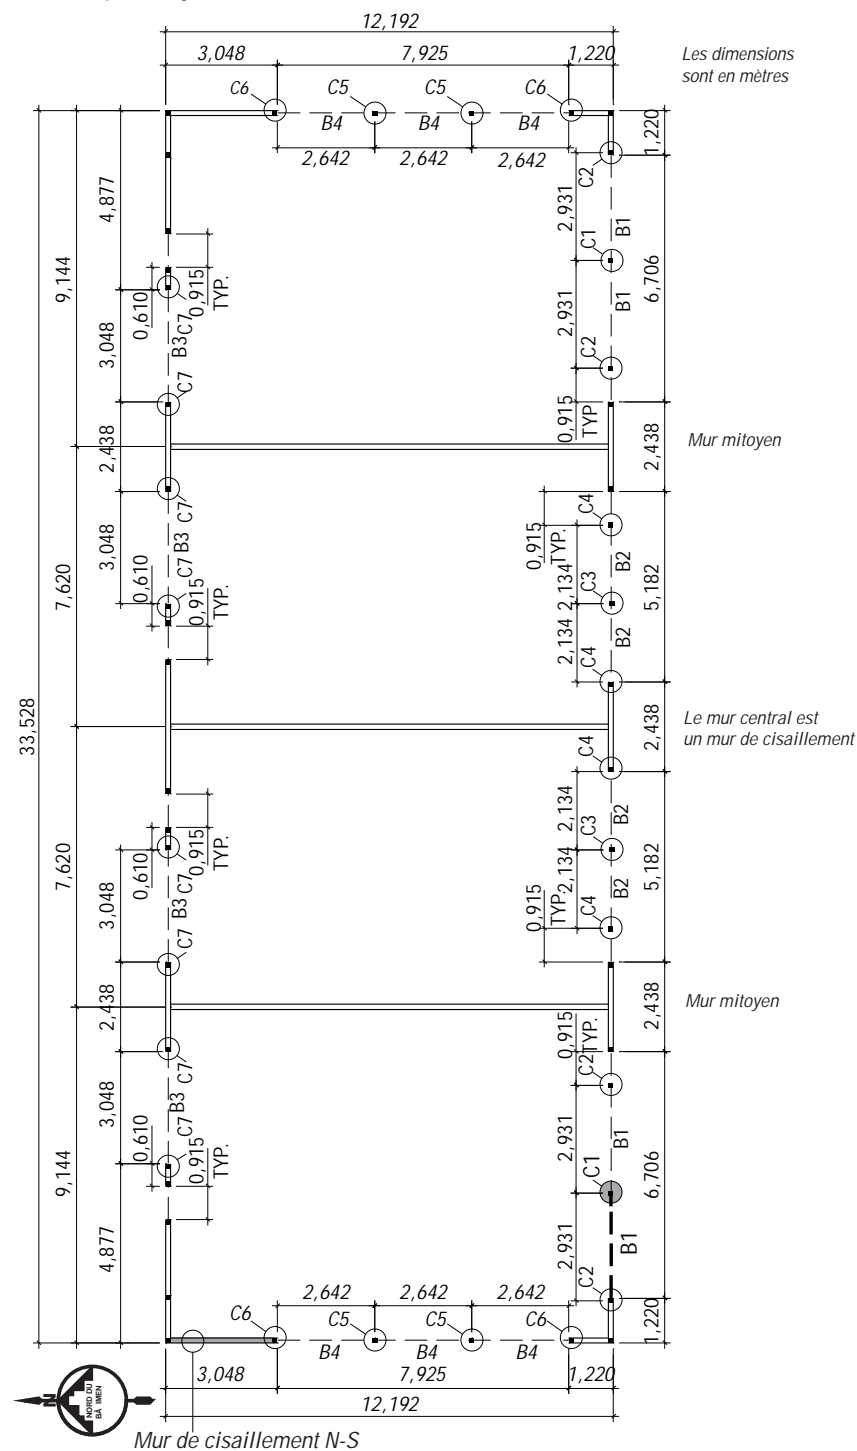 12,192
3,048 7,925 1,220
Les dimensions
sont en mètres
C6 C5 C5 C6
B4 B4 B4
2,642 2,642 2,642
1,220
C2
2,931
B1
C1
6,706
2,931
B1
C2
0,915
TYP
4,877
9,144
0,610
0,915
TYP.
C7
B3
3,048
C7
2,438
2,438
Mur mitoyen
C7
B3
3,048
C7
0,610
0,915
TYP.
7,620
C4
0,915
TYP.
B2
2,134
C3
5,182
2,134
B2
C4
33,528
2,438
Le mur central est
un mur de cisaillement
C4
2,134
B2
C3
5,182
2,134
B2
C4
0,915
TYP.
7,620
0,610
0,915
TYP.
C7
B3
3,048
C7
2,438
2,438
Mur mitoyen
0,915
TYP.
C2
C7
B3
3,048
C7
0,610
0,915
TYP.
2,931
B1
C1
6,706
2,931
B1
C2
9,144
4,877
1,220
2,642 2,642 2,642
C6 C5 C5 C6
B4 B4 B4
3,048 7,925 1,220
12,192
N
NORD DU
BÂ IMEN
Mur de cisaillement N-S